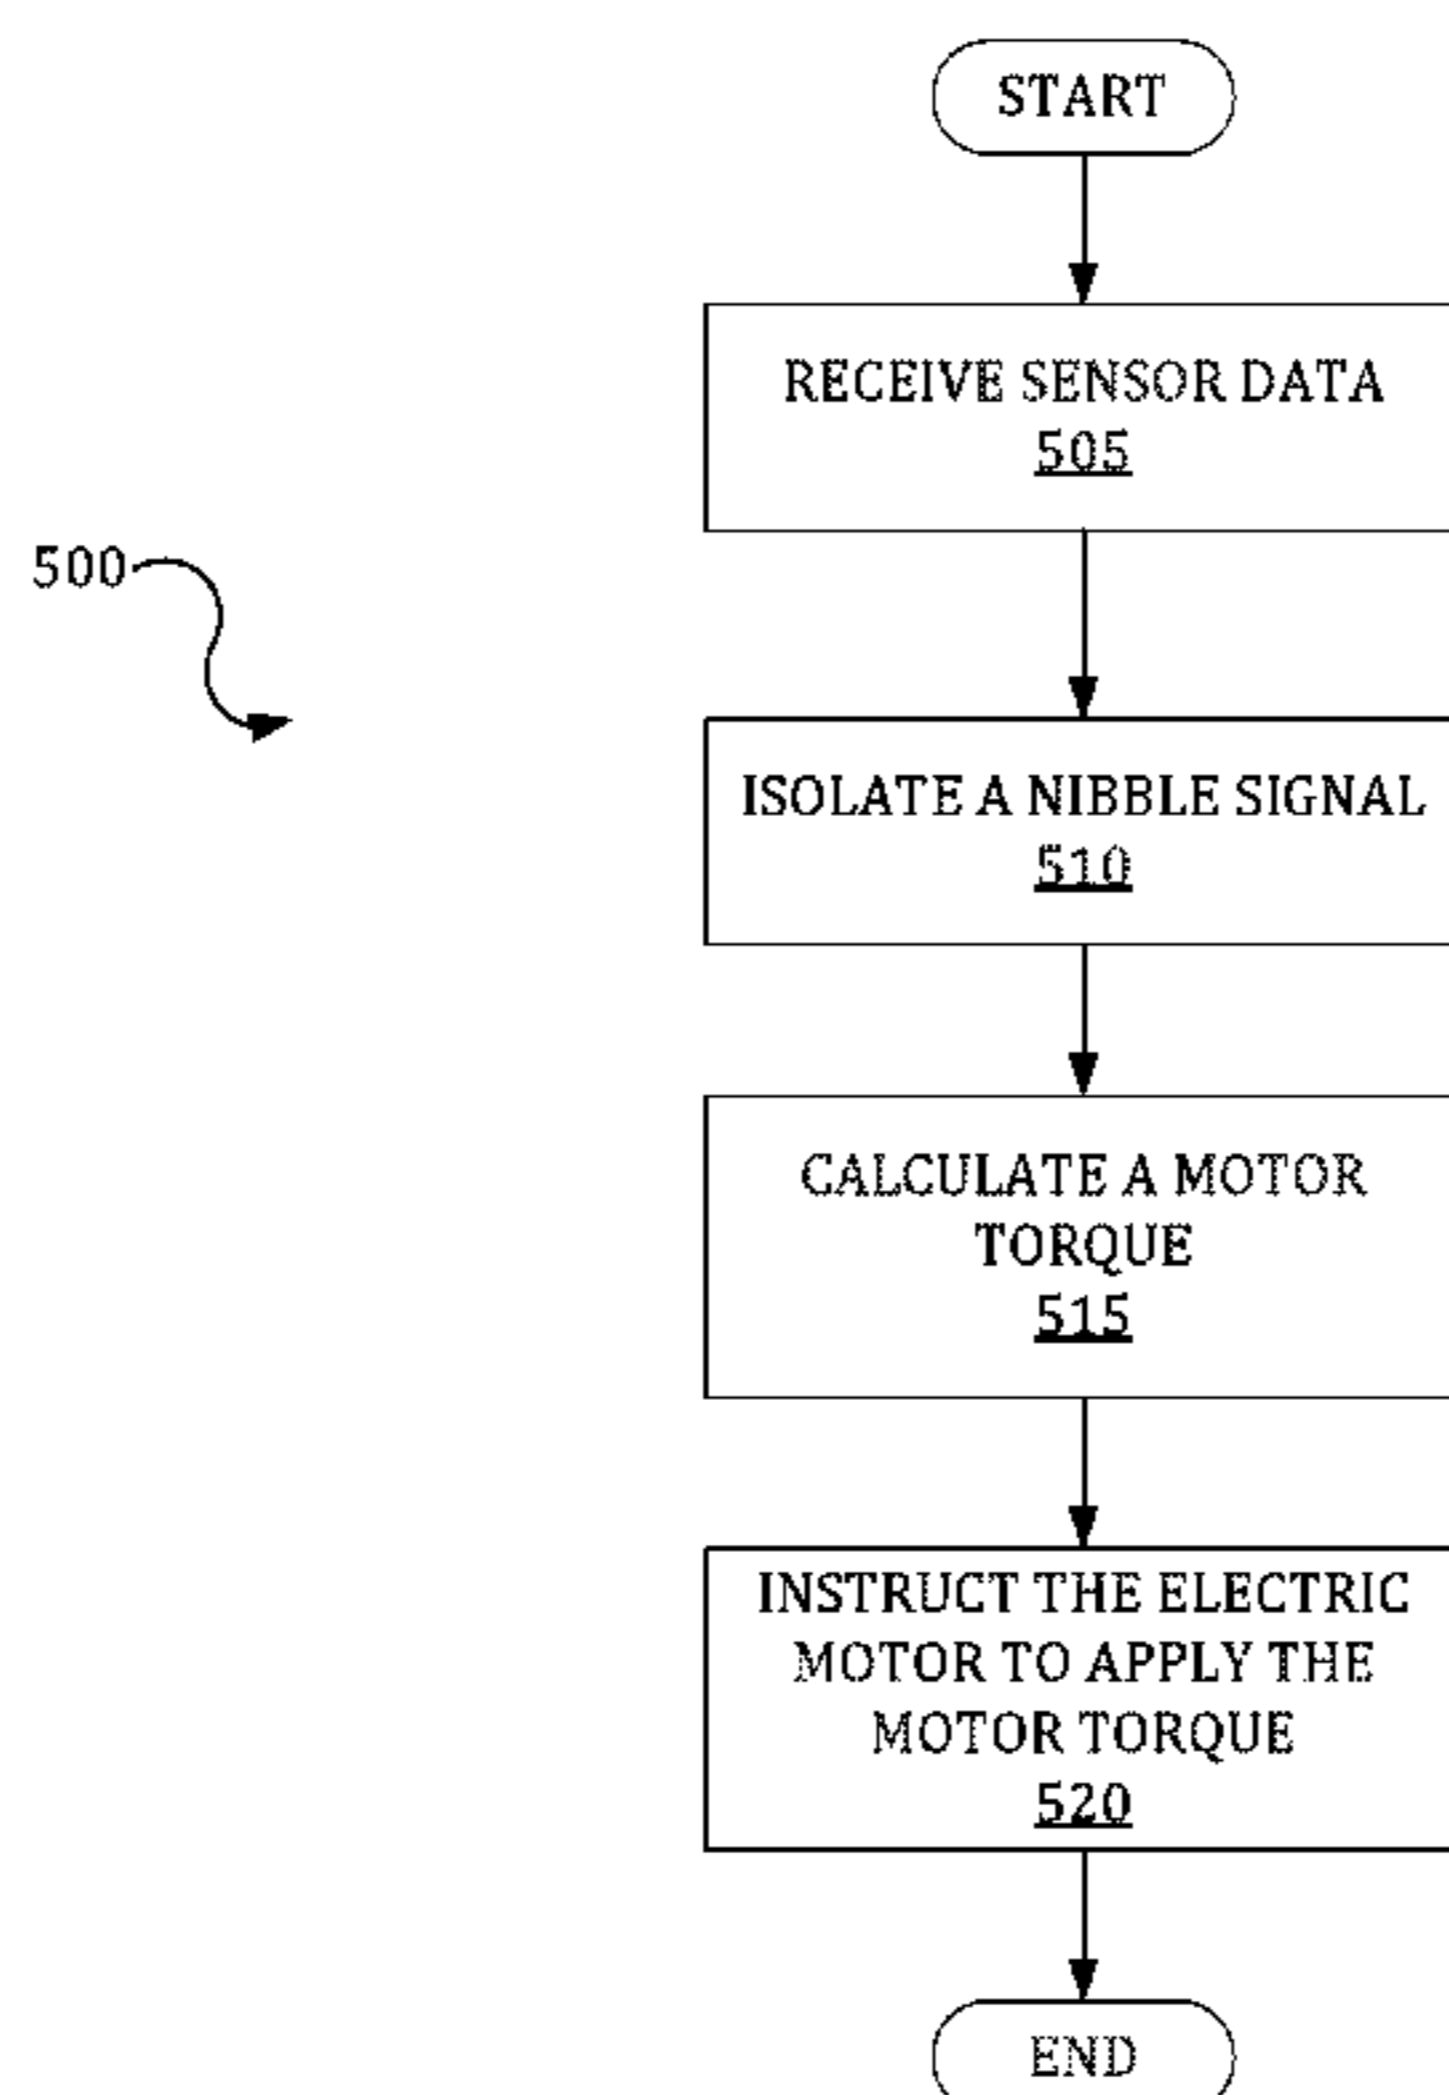 START
RECEIVE SENSOR DATA
505
500
ISOLATE A NIBBLE SIGNAL
510
CALCULATE A MOTOR
TORQUE
515
INSTRUCT THE ELECTRIC
MOTOR TO APPLY THE
MOTOR TORQUE
520
END